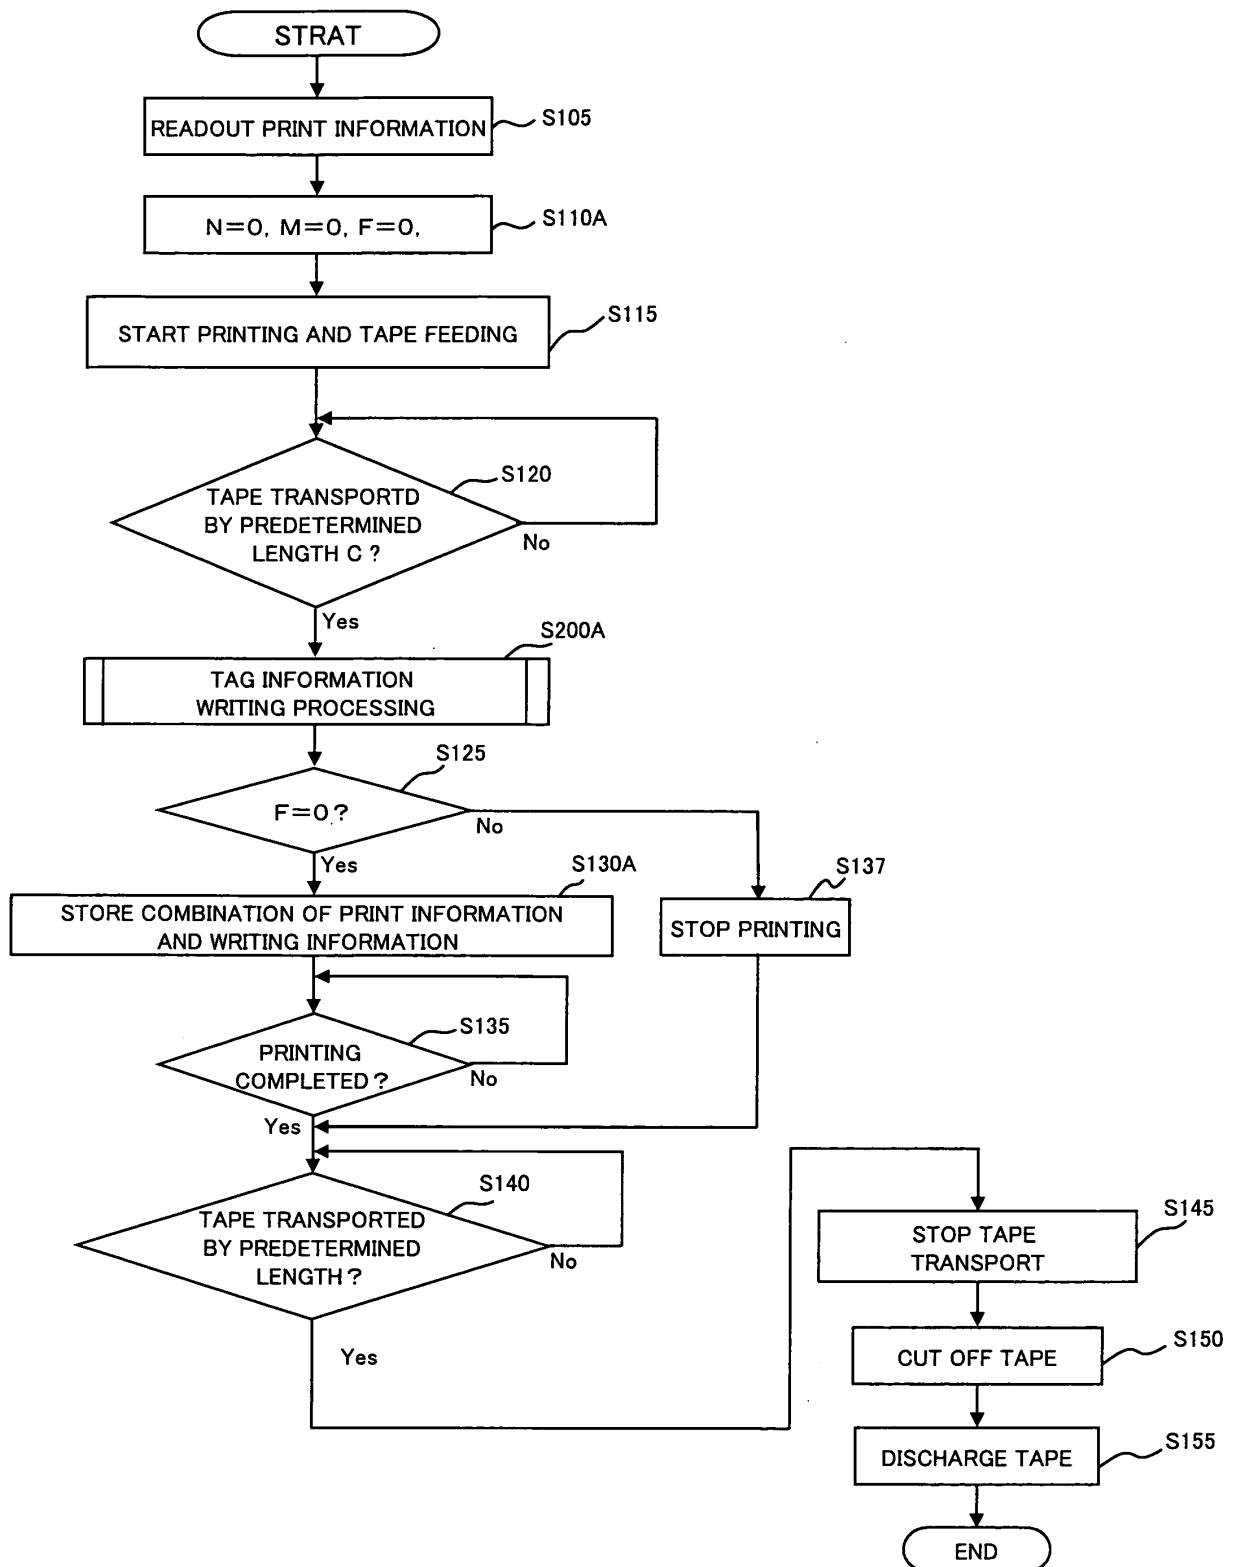 STRAT
READOUT PRINT INFORMATION
S105
N=0, M=0, F=0,
S110A
START PRINTING AND TAPE FEEDING
S115
TAPE TRANSPORTD
BY PREDETERMINED
LENGTH C ?
S120
No
Yes
S200A
TAG INFORMATION
WRITING PROCESSING
S125
F=0 ?
No
Yes
S130A
STORE COMBINATION OF PRINT INFORMATION
AND WRITING INFORMATION
S137
STOP PRINTING
S135
PRINTING
COMPLETED ?
No
Yes
S140
TAPE TRANSPORTED
BY PREDETERMINED
LENGTH ?
No
Yes
S145
STOP TAPE
TRANSPORT
S150
CUT OFF TAPE
S155
DISCHARGE TAPE
END